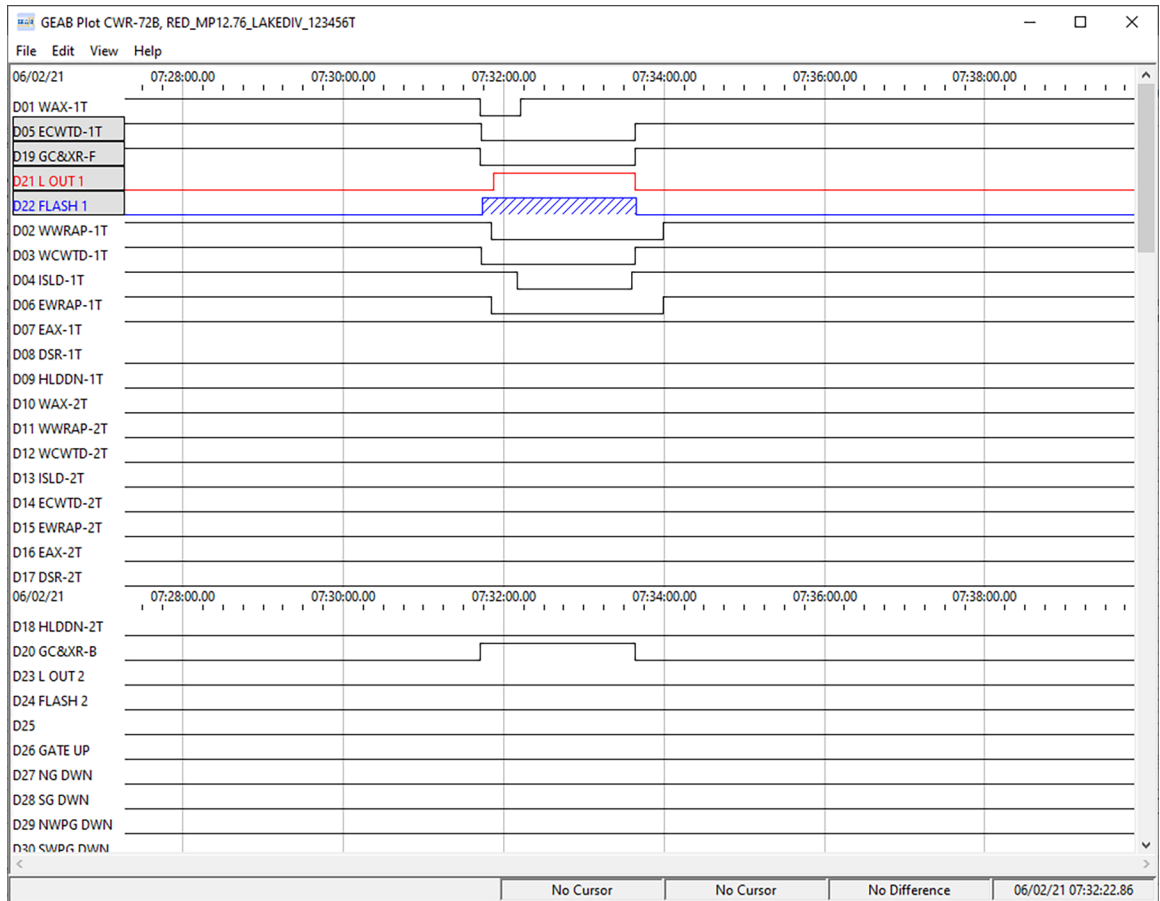 GEAB Plot CWR-72B, RED_MP12.76_LAKEDIV_123456T
File Edit View Help
06/02/21 07:28:00.00 07:30:00.00 07:32:00.00 07:34:00.00 07:36:00.00 07:38:00.00
D01 WAX-1T
D05 ECWTD-1T
D19 GC&XR-F
D21 L OUT 1
D22 FLASH 1
D02 WWRAP-1T
D03 WCWTD-1T
D04 ISLD-1T
D06 EWRAP-1T
D07 EAX-1T
D08 DSR-1T
D09 HLDDN-1T
D10 WAX-2T
D11 WWRAP-2T
D12 WCWTD-2T
D13 ISLD-2T
D14 ECWTD-2T
D15 EWRAP-2T
D16 EAX-2T
D17 DSR-2T
06/02/21 07:28:00.00 07:30:00.00 07:32:00.00 07:34:00.00 07:36:00.00 07:38:00.00
D18 HLDDN-2T
D20 GC&XR-B
D23 L OUT 2
D24 FLASH 2
D25
D26 GATE UP
D27 NG DWN
D28 SG DWN
D29 NWPG DWN
D30 SWPG DWN
No Cursor No Cursor No Difference 06/02/21 07:32:22.86